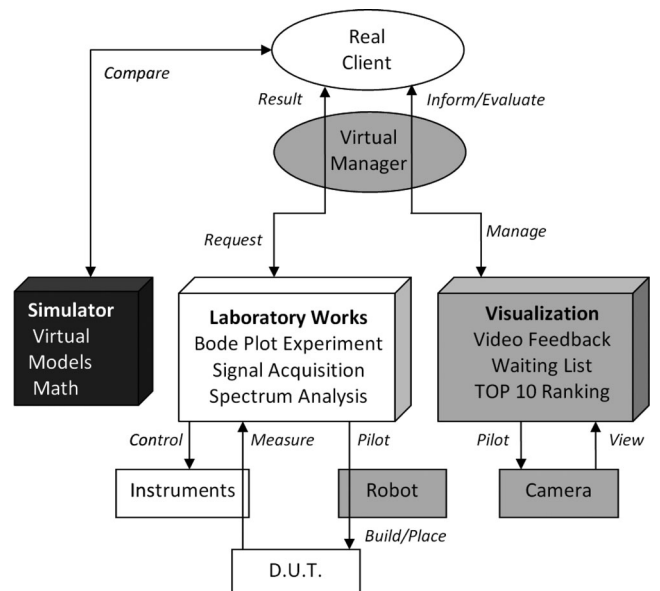 Real
Client
Compare
Result
Inform/Evaluate
Virtual
Manager
Request
Manage
Simulator
Virtual
Models
Math
Laboratory Works
Bode Plot Experiment
Signal Acquisition
Spectrum Analysis
Visualization
Video Feedback
Waiting List
TOP 10 Ranking
Control
Measure
Pilot
Pilot
View
Instruments
Robot
Camera
Build/Place
D.U.T.